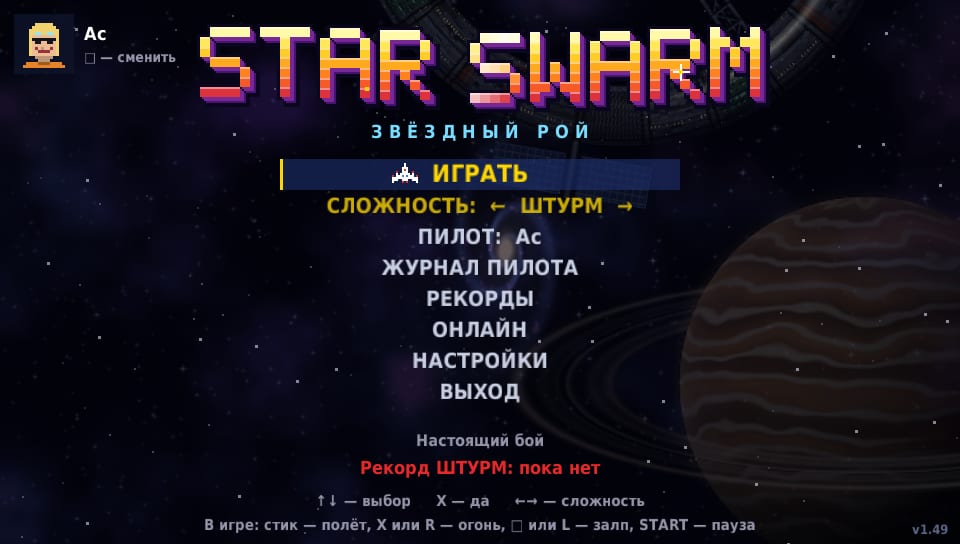 Ас
□ — сменить
STAR SWARM
ЗВЁЗДНЫЙ РОЙ
ИГРАТЬ
СЛОЖНОСТЬ: ← ШТУРМ →
ПИЛОТ: Ас
ЖУРНАЛ ПИЛОТА
РЕКОРДЫ
ОНЛАЙН
НАСТРОЙКИ
ВЫХОД
Настоящий бой
Рекорд ШТУРМ: пока нет
↑↓ — выбор X — да ←→ — сложность
В игре: стик — полёт, X или R — огонь, □ или L — залп, START — пауза
v1.49